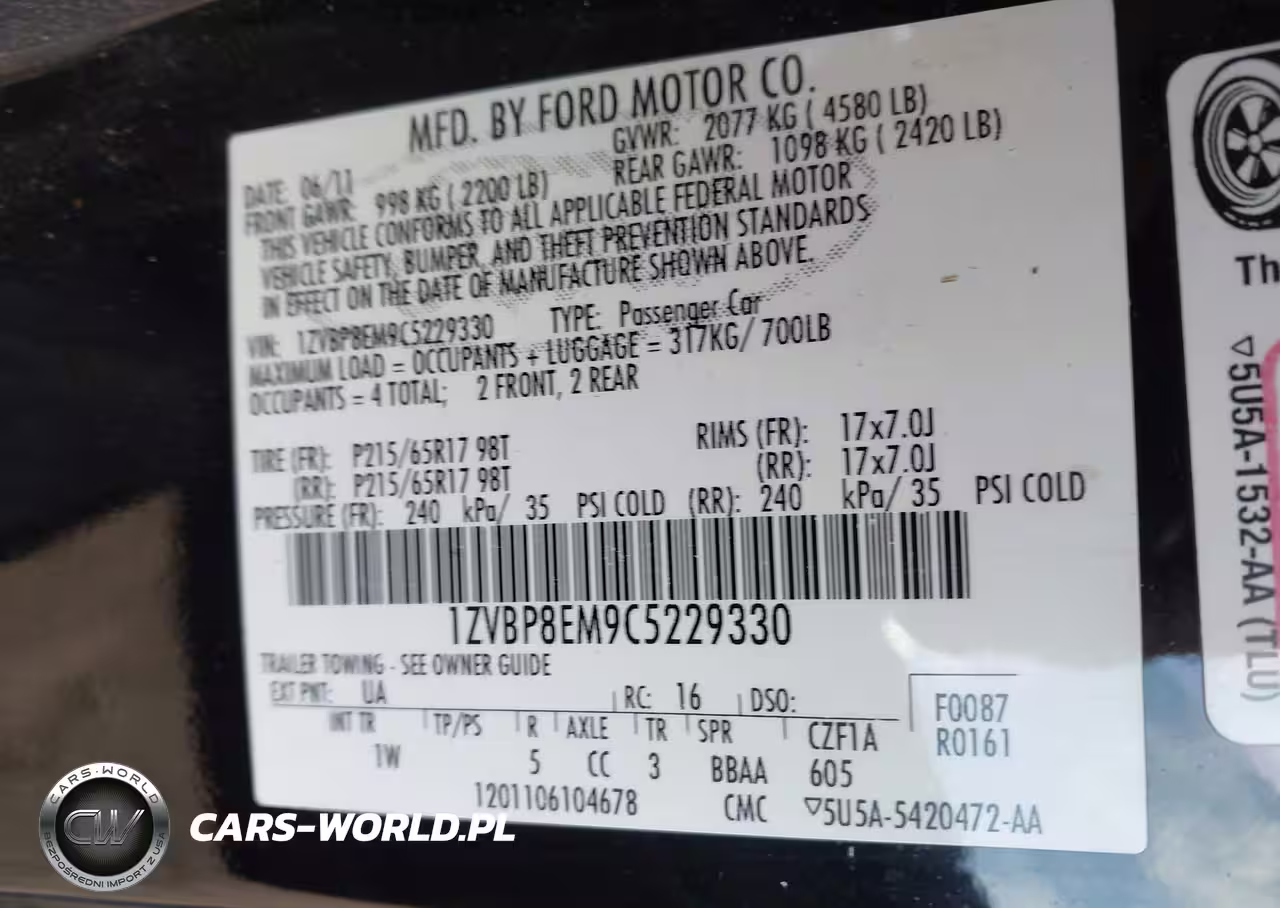 MFD. BY FORD MOTOR CO.
DATE: 06/11 GVWR: 2077 KG ( 4580 LB)
FRONT GAWR: 998 KG ( 2200 LB) REAR GAWR: 1098 KG ( 2420 LB)
THIS VEHICLE CONFORMS TO ALL APPLICABLE FEDERAL MOTOR
VEHICLE SAFETY, BUMPER, AND THEFT PREVENTION STANDARDS
IN EFFECT ON THE DATE OF MANUFACTURE SHOWN ABOVE.
VIN: 1ZVBP8EM9C5229330 TYPE: Passenger Car
MAXIMUM LOAD = OCCUPANTS + LUGGAGE = 317KG/ 700LB
OCCUPANTS = 4 TOTAL; 2 FRONT, 2 REAR
TIRE (FR): P215/65R17 98T RIMS (FR): 17x7.0J
(RR): P215/65R17 98T (RR): 17x7.0J
PRESSURE (FR): 240 kPa/ 35 PSI COLD (RR): 240 kPa/ 35 PSI COLD
1ZVBP8EM9C5229330
TRAILER TOWING - SEE OWNER GUIDE
EXT PNT: UA RC: 16 DSO:
F0087
R0161
INT TR TP/PS R AXLE TR SPR CZF1A
1W 5 CC 3 BBAA 605
1201106104678 CMC ▽5U5A-5420472-AA
Th
▽5U5A-1532-AA (TLU)
CARS-WORLD
CW
BEZPOŚREDNI IMPORT Z USA
CARS-WORLD.PL